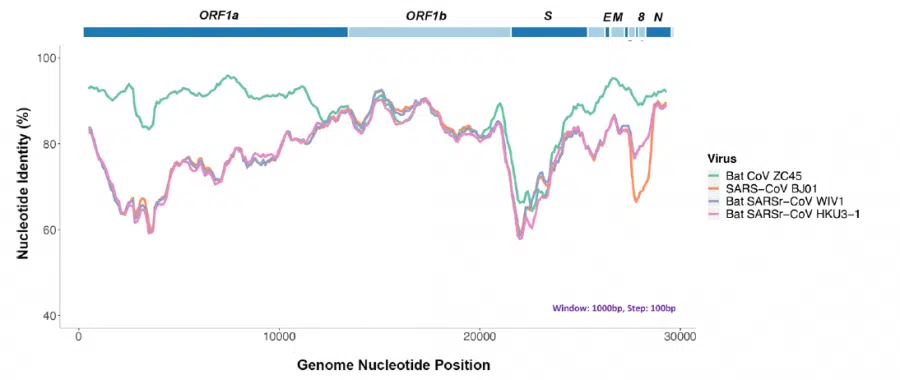 ORF1a ORF1b S E M 8 N
100
80
60
40
Nucleotide Identity (%)
0 10000 20000 30000
Genome Nucleotide Position
Window: 1000bp, Step: 100bp
Virus
Bat CoV ZC45
SARS−CoV BJ01
Bat SARSr−CoV WIV1
Bat SARSr−CoV HKU3−1